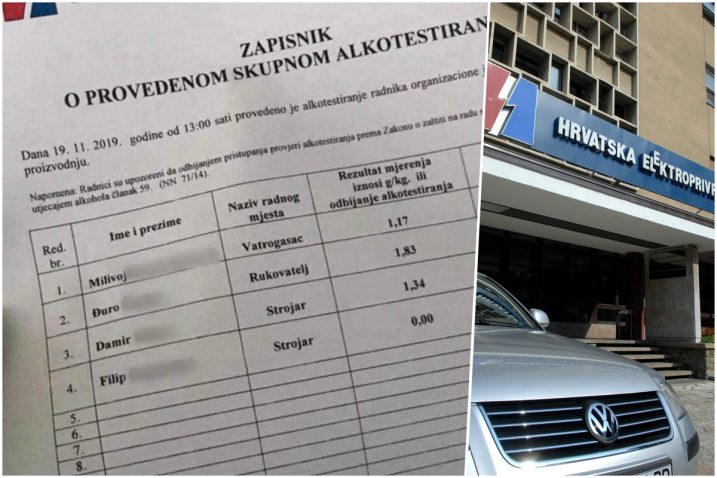 ZAPISNIK
O PROVEDENOM SKUPNOM ALKOTESTIRAN
Dana 19. 11. 2019. godine od 13:00 sati provedeno je alkotestiranje radnika organizacione
proizvodnju.
Napomena: Radnici su upozoreni da odbijanjem pristupanja provjeri alkotestiranja prema Zakonu o zaštiti na radu
utjecajem alkohola članak 59. (NN 71/14).
Red. br. Ime i prezime Naziv radnog mjesta Rezultat mjerenja iznosi g/kg. ili odbijanje alkotestiranja
1. Milivoj Vatrogasac 1,17
2. Đuro Rukovatelj 1,83
3. Damir Strojar 1,34
4. Filip Strojar 0,00
5.
6.
7.
8.
HRVATSKA ELEKTROPRIVRE